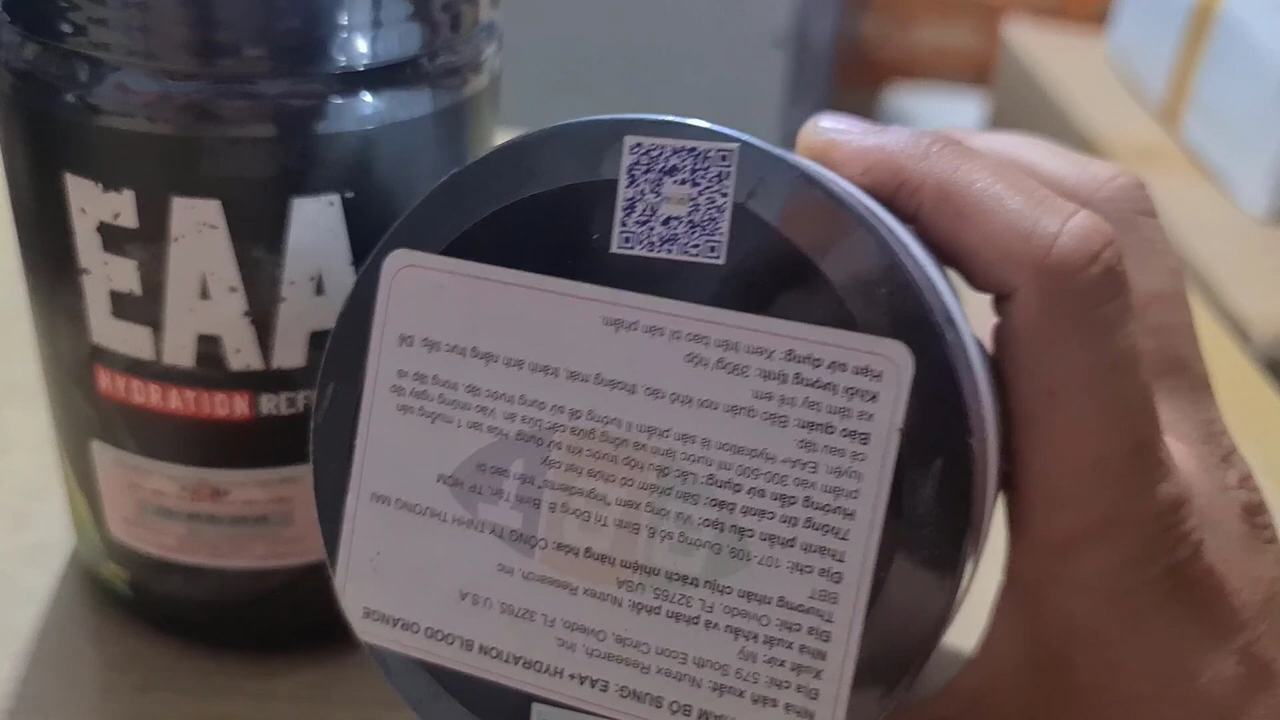 EAA
HYDRATION
PHẨM BỔ SUNG: EAA+ HYDRATION BLOOD ORANGE
Nhà sản xuất: Nutrex Research, Inc.
Địa chỉ: 579 South Econ Circle, Oviedo, FL 32765, U.S.A
Xuất xứ: Mỹ
Nhà xuất khẩu và phân phối: Nutrex Research, Inc
Địa chỉ: Oviedo, FL 32765, USA
Thương nhân chịu trách nhiệm hàng hóa: CÔNG TY TNHH THƯƠNG MẠI
BBT
Địa chỉ: 107-109, Đường số 6, Bình Trị Đông B, Bình Tân, TP HCM
Thành phần cấu tạo: Vui lòng xem "Ingredients" trên bao bì
Thông tin cảnh báo: Sản phẩm có chứa hạt cây.
Hướng dẫn sử dụng: Lắc đều hộp trước khi sử dụng. Hòa tan 1 muỗng sản
phẩm vào 300-500 ml nước lạnh và uống giữa các bữa ăn. Vào những ngày tập
luyện, EAA+ Hydration là sản phẩm lí tưởng để sử dụng trước tập, trong tập và
cả sau tập.
Bảo quản: Bảo quản nơi khô ráo, thoáng mát, tránh ánh nắng trực tiếp. Để
xa tầm tay trẻ em.
Khối lượng tịnh: 390g/ hộp
Hạn sử dụng: Xem trên bao bì sản phẩm.